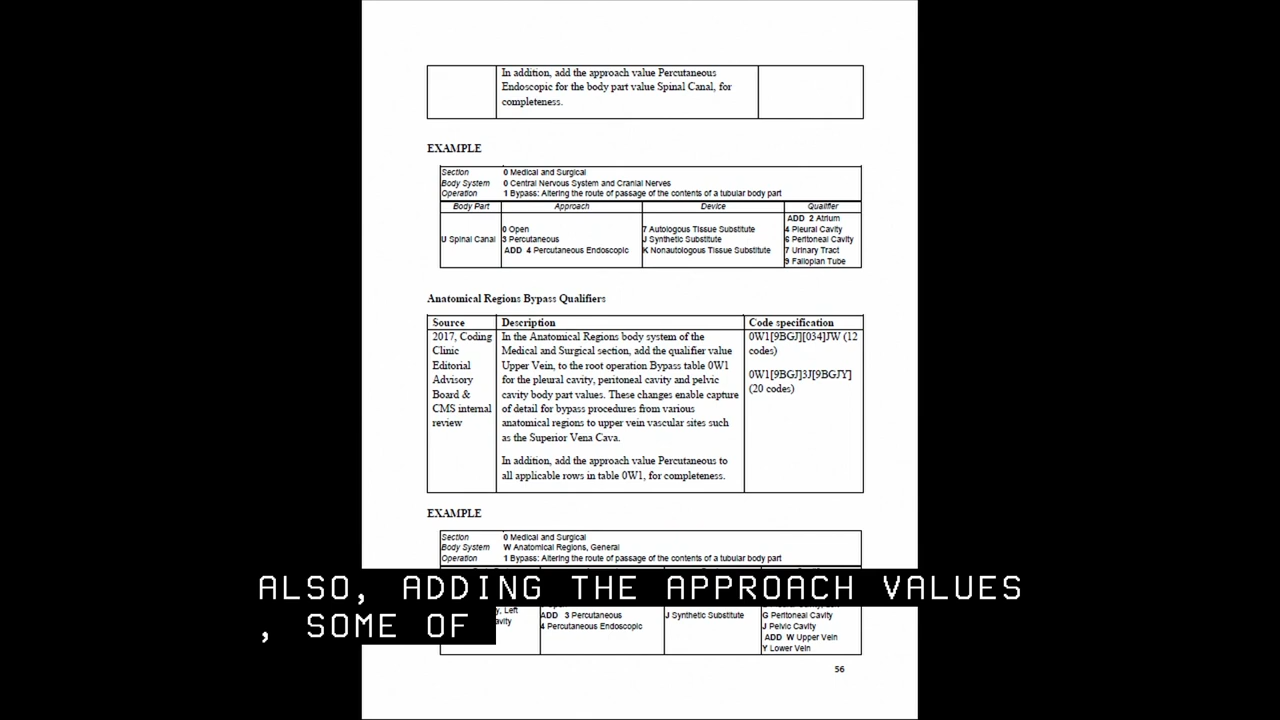 In addition, add the approach value Percutaneous
Endoscopic for the body part value Spinal Canal, for
completeness.
EXAMPLE
Section 0 Medical and Surgical
Body System 0 Central Nervous System and Cranial Nerves
Operation 1 Bypass: Altering the route of passage of the contents of a tubular body part
Body Part Approach Device Qualifier
ADD 2 Atrium
0 Open 7 Autologous Tissue Substitute 4 Pleural Cavity
U Spinal Canal 3 Percutaneous J Synthetic Substitute 6 Peritoneal Cavity
ADD 4 Percutaneous Endoscopic K Nonautologous Tissue Substitute 7 Urinary Tract
9 Fallopian Tube
Anatomical Regions Bypass Qualifiers
Source Description Code specification
2017, Coding In the Anatomical Regions body system of the 0W1[9BGJ][034]JW (12
Clinic Medical and Surgical section, add the qualifier value codes)
Editorial Upper Vein, to the root operation Bypass table 0W1
Advisory for the pleural cavity, peritoneal cavity and pelvic 0W1[9BGJ]3J[9BGJY]
Board & cavity body part values. These changes enable capture (20 codes)
CMS internal of detail for bypass procedures from various
review anatomical regions to upper vein vascular sites such
as the Superior Vena Cava.
In addition, add the approach value Percutaneous to
all applicable rows in table 0W1, for completeness.
EXAMPLE
Section 0 Medical and Surgical
Body System W Anatomical Regions, General
Operation 1 Bypass: Altering the route of passage of the contents of a tubular body part
ALSO, ADDING THE APPROACH VALUES
, SOME OF
y, Left ADD 3 Percutaneous J Synthetic Substitute G Peritoneal Cavity
avity 4 Percutaneous Endoscopic J Pelvic Cavity
ADD W Upper Vein
Y Lower Vein
56